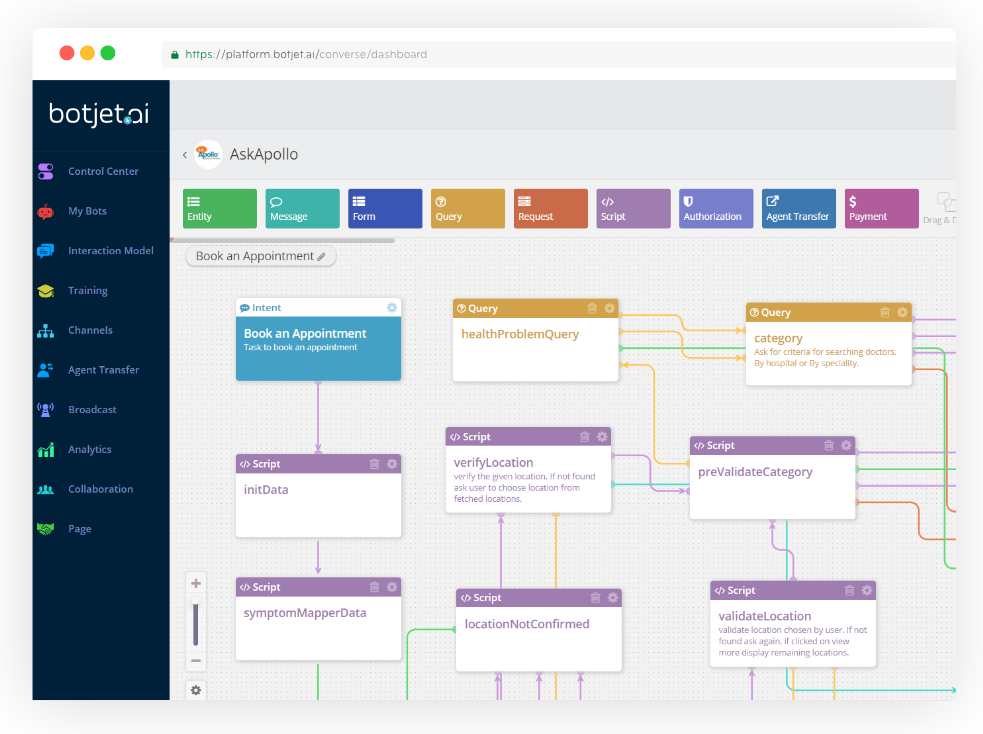 https://platform.botjet.ai/converse/dashboard
botjet.ai
Control Center
My Bots
Interaction Model
Training
Channels
Agent Transfer
Broadcast
Analytics
Collaboration
Page
AskApollo
Entity
Message
Form
Query
Request
</> Script
Authorization
Agent Transfer
$ Payment
Drag & D
Book an Appointment
Intent
Book an Appointment
Task to book an appointment
</> Script
initData
</> Script
symptomMapperData
Query
healthProblemQuery
</> Script
verifyLocation
verify the given location. If not found
ask user to choose location from
fetched locations.
</> Script
locationNotConfirmed
Query
category
Ask for criteria for searching doctors.
By hospital or By speciality.
</> Script
preValidateCategory
</> Script
validateLocation
validate location chosen by user. If not
found ask again. if clicked on view
more display remaining locations.